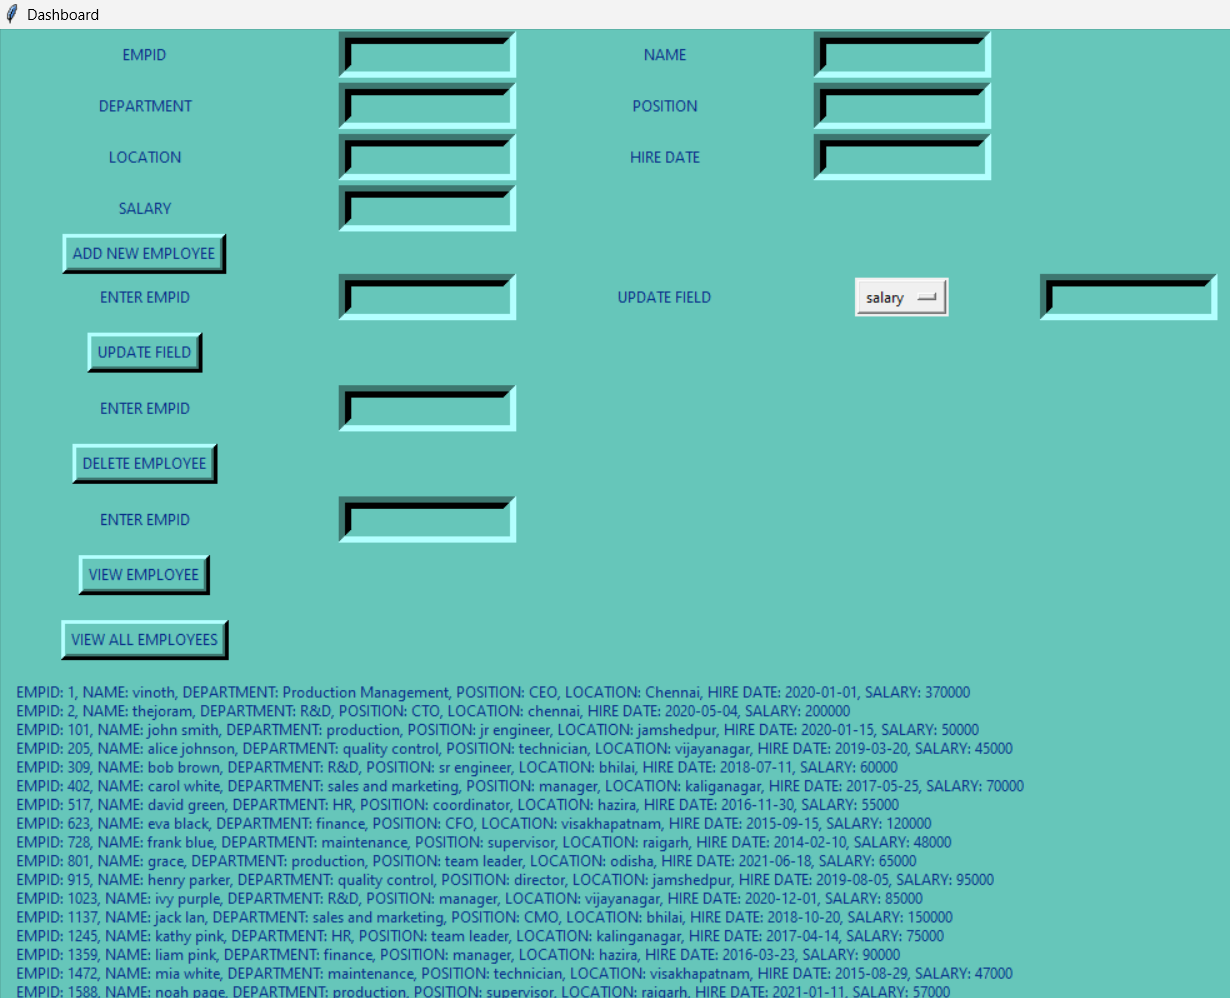 Dashboard
EMPID NAME
DEPARTMENT POSITION
LOCATION HIRE DATE
SALARY
ADD NEW EMPLOYEE
ENTER EMPID UPDATE FIELD salary
UPDATE FIELD
ENTER EMPID
DELETE EMPLOYEE
ENTER EMPID
VIEW EMPLOYEE
VIEW ALL EMPLOYEES
EMPID: 1, NAME: vinoth, DEPARTMENT: Production Management, POSITION: CEO, LOCATION: Chennai, HIRE DATE: 2020-01-01, SALARY: 370000
EMPID: 2, NAME: thejoram, DEPARTMENT: R&D, POSITION: CTO, LOCATION: chennai, HIRE DATE: 2020-05-04, SALARY: 200000
EMPID: 101, NAME: john smith, DEPARTMENT: production, POSITION: jr engineer, LOCATION: jamshedpur, HIRE DATE: 2020-01-15, SALARY: 50000
EMPID: 205, NAME: alice johnson, DEPARTMENT: quality control, POSITION: technician, LOCATION: vijayanagar, HIRE DATE: 2019-03-20, SALARY: 45000
EMPID: 309, NAME: bob brown, DEPARTMENT: R&D, POSITION: sr engineer, LOCATION: bhilai, HIRE DATE: 2018-07-11, SALARY: 60000
EMPID: 402, NAME: carol white, DEPARTMENT: sales and marketing, POSITION: manager, LOCATION: kaliganagar, HIRE DATE: 2017-05-25, SALARY: 70000
EMPID: 517, NAME: david green, DEPARTMENT: HR, POSITION: coordinator, LOCATION: hazira, HIRE DATE: 2016-11-30, SALARY: 55000
EMPID: 623, NAME: eva black, DEPARTMENT: finance, POSITION: CFO, LOCATION: visakhapatnam, HIRE DATE: 2015-09-15, SALARY: 120000
EMPID: 728, NAME: frank blue, DEPARTMENT: maintenance, POSITION: supervisor, LOCATION: raigarh, HIRE DATE: 2014-02-10, SALARY: 48000
EMPID: 801, NAME: grace, DEPARTMENT: production, POSITION: team leader, LOCATION: odisha, HIRE DATE: 2021-06-18, SALARY: 65000
EMPID: 915, NAME: henry parker, DEPARTMENT: quality control, POSITION: director, LOCATION: jamshedpur, HIRE DATE: 2019-08-05, SALARY: 95000
EMPID: 1023, NAME: ivy purple, DEPARTMENT: R&D, POSITION: manager, LOCATION: vijayanagar, HIRE DATE: 2020-12-01, SALARY: 85000
EMPID: 1137, NAME: jack lan, DEPARTMENT: sales and marketing, POSITION: CMO, LOCATION: bhilai, HIRE DATE: 2018-10-20, SALARY: 150000
EMPID: 1245, NAME: kathy pink, DEPARTMENT: HR, POSITION: team leader, LOCATION: kalinganagar, HIRE DATE: 2017-04-14, SALARY: 75000
EMPID: 1359, NAME: liam pink, DEPARTMENT: finance, POSITION: manager, LOCATION: hazira, HIRE DATE: 2016-03-23, SALARY: 90000
EMPID: 1472, NAME: mia white, DEPARTMENT: maintenance, POSITION: technician, LOCATION: visakhapatnam, HIRE DATE: 2015-08-29, SALARY: 47000
EMPID: 1588, NAME: noah page, DEPARTMENT: production, POSITION: supervisor, LOCATION: raigarh, HIRE DATE: 2021-01-11, SALARY: 57000